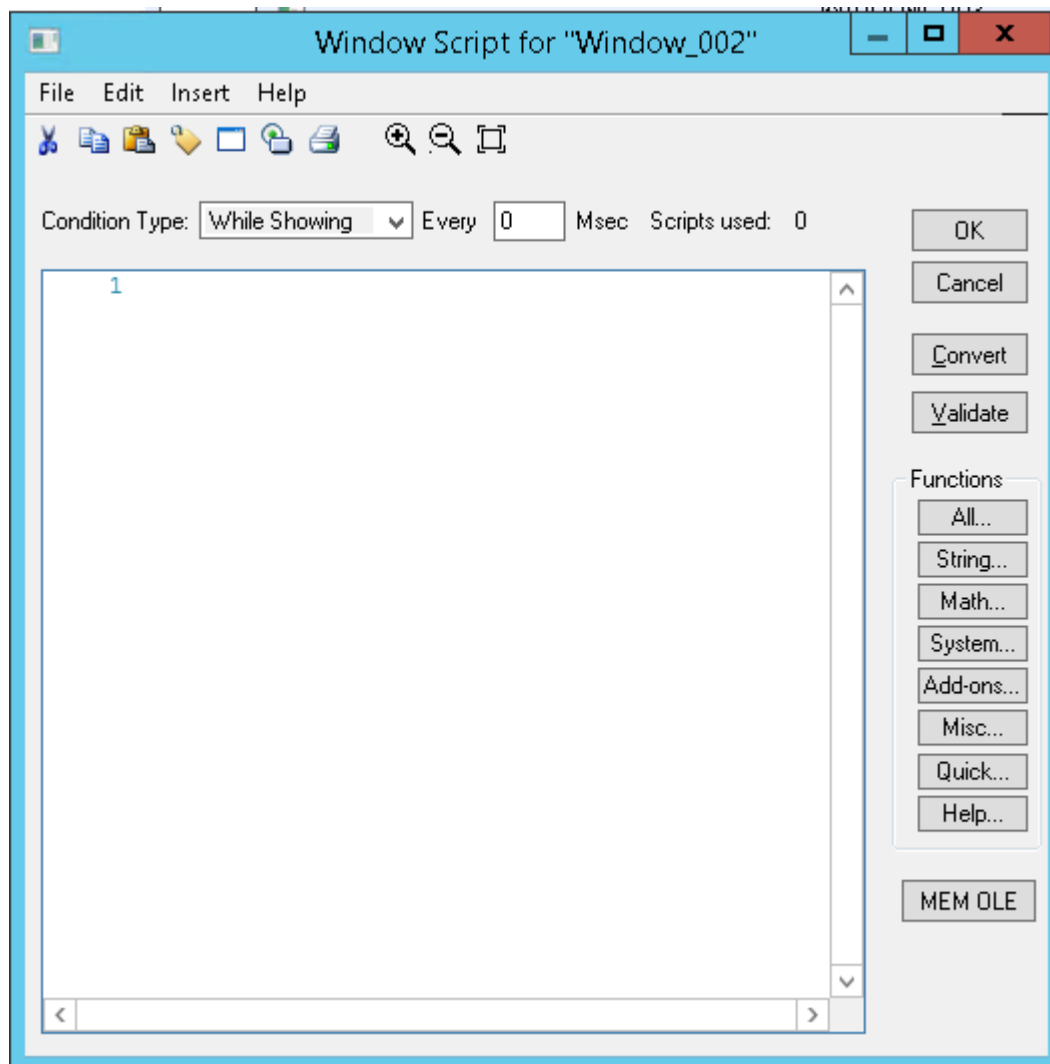 Window Script for "Window_002"
File Edit Insert Help
Condition Type: While Showing Every 0 Msec Scripts used: 0
OK
Cancel
Convert
Validate
Functions
All...
String...
Math...
System...
Add-ons...
Misc...
Quick...
Help...
MEM OLE
1